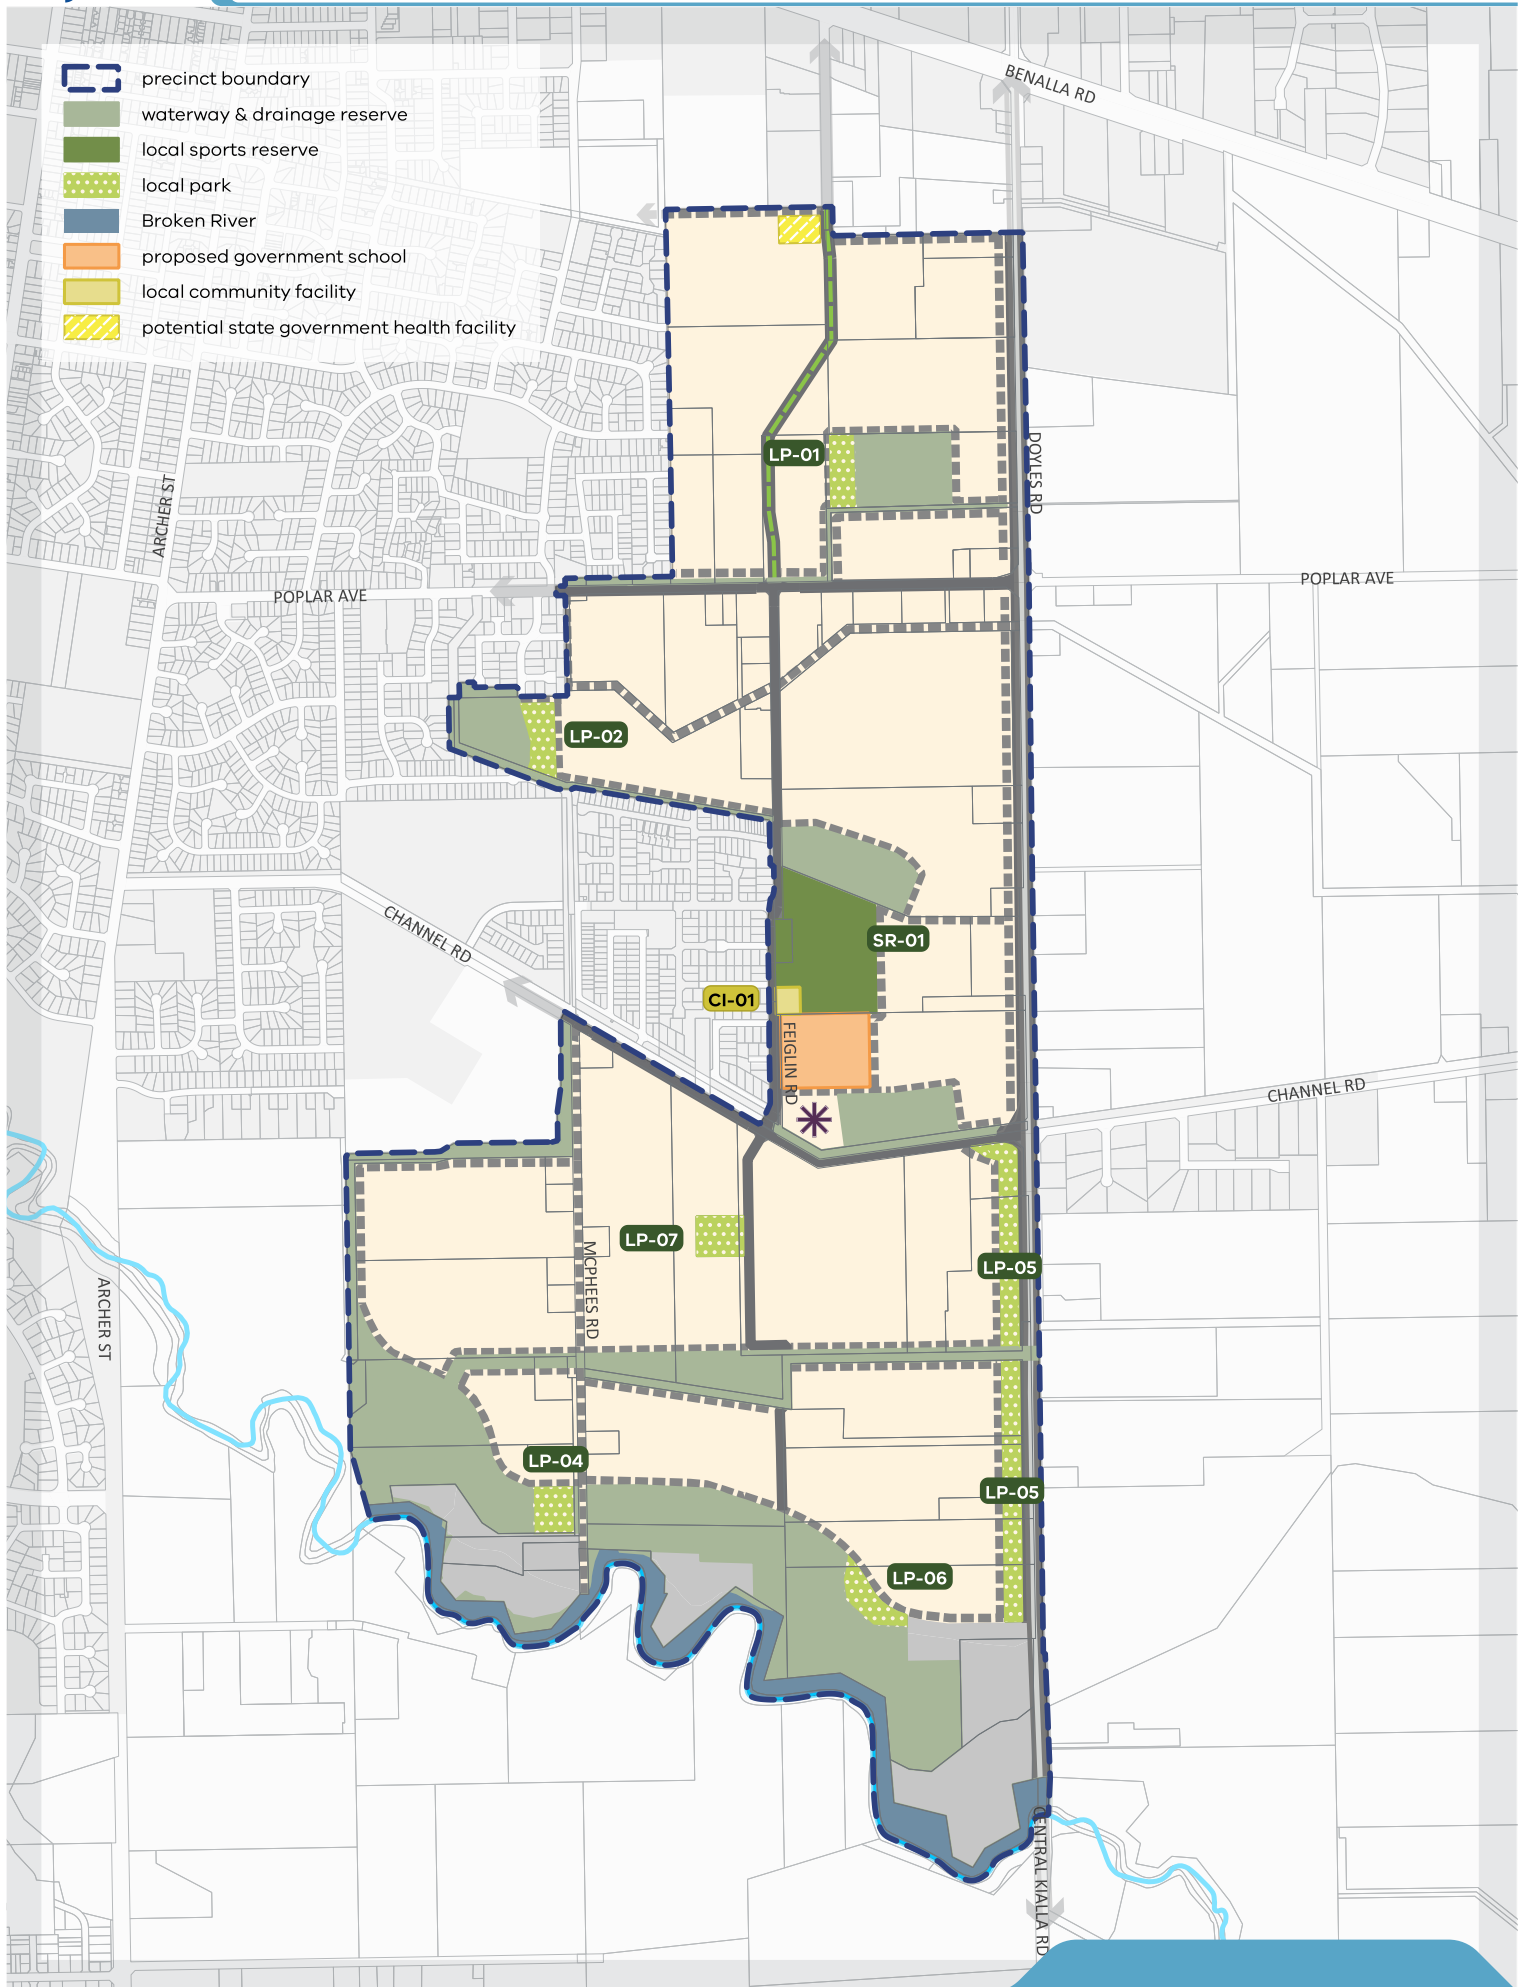 precinct boundary
waterway & drainage reserve
local sports reserve
local park
Broken River
proposed government school
local community facility
potential state government health facility
BENALLA RD
DOYLES RD
LP-01
ARCHER ST
POPLAR AVE
POPLAR AVE
LP-02
CHANNEL RD
SR-01
CI-01
FEIGLIN RD
CHANNEL RD
LP-07
MCPHEES RD
LP-05
ARCHER ST
LP-04
LP-05
LP-06
CENTRAL KIALLA RD